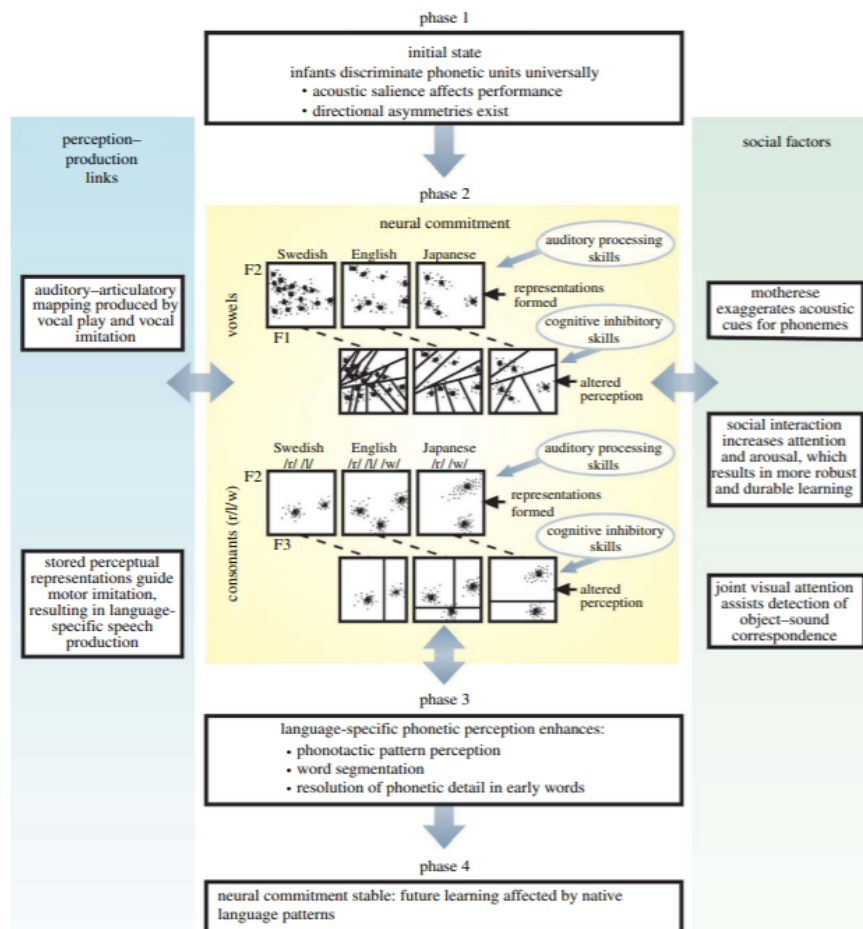 phase 1
initial state
infants discriminate phonetic units universally
• acoustic salience affects performance
• directional asymmetries exist
perception–
production
links
social factors
phase 2
neural commitment
Swedish
English
Japanese
auditory processing
skills
F2
vowels
F1
representations
formed
cognitive inhibitory
skills
altered
perception
auditory–articulatory
mapping produced by
vocal play and vocal
imitation
motherese
exaggerates acoustic
cues for phonemes
Swedish
/r/ /l/
English
/r/ /l/ /w/
Japanese
/r/ /w/
auditory processing
skills
F2
consonants (r/l/w)
F3
representations
formed
cognitive inhibitory
skills
altered
perception
social interaction
increases attention
and arousal, which
results in more robust
and durable learning
stored perceptual
representations guide
motor imitation,
resulting in language-
specific speech
production
joint visual attention
assists detection of
object–sound
correspondence
phase 3
language-specific phonetic perception enhances:
• phonotactic pattern perception
• word segmentation
• resolution of phonetic detail in early words
phase 4
neural commitment stable: future learning affected by native
language patterns